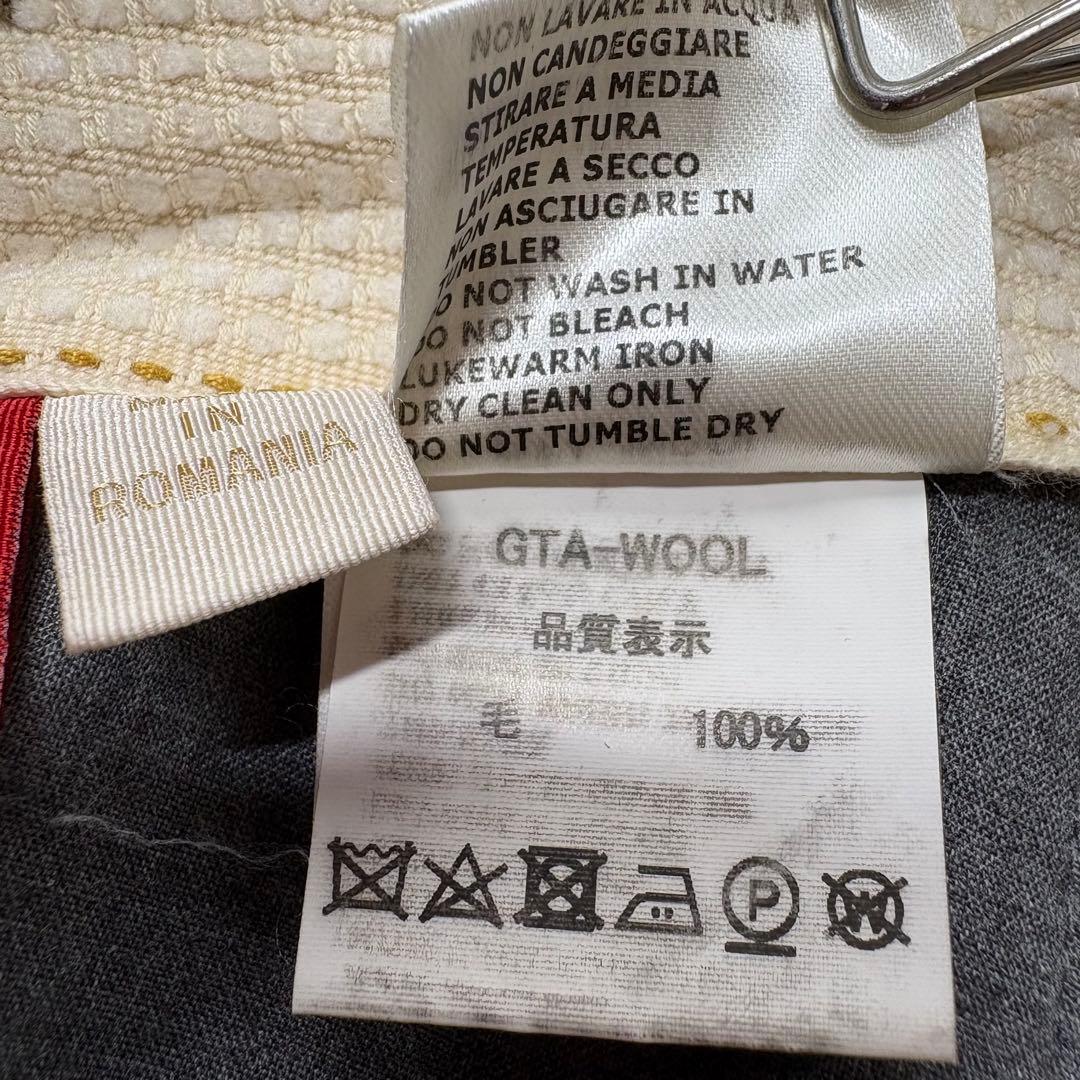 NON LAVARE IN ACQUA
NON CANDEGGIARE
STIRARE A MEDIA
TEMPERATURA
LAVARE A SECCO
NON ASCIUGARE IN
TUMBLER
DO NOT WASH IN WATER
DO NOT BLEACH
LUKEWARM IRON
DRY CLEAN ONLY
DO NOT TUMBLE DRY
IN
ROMANIA
GTA-WOOL
品質表示
毛 100%
P
W